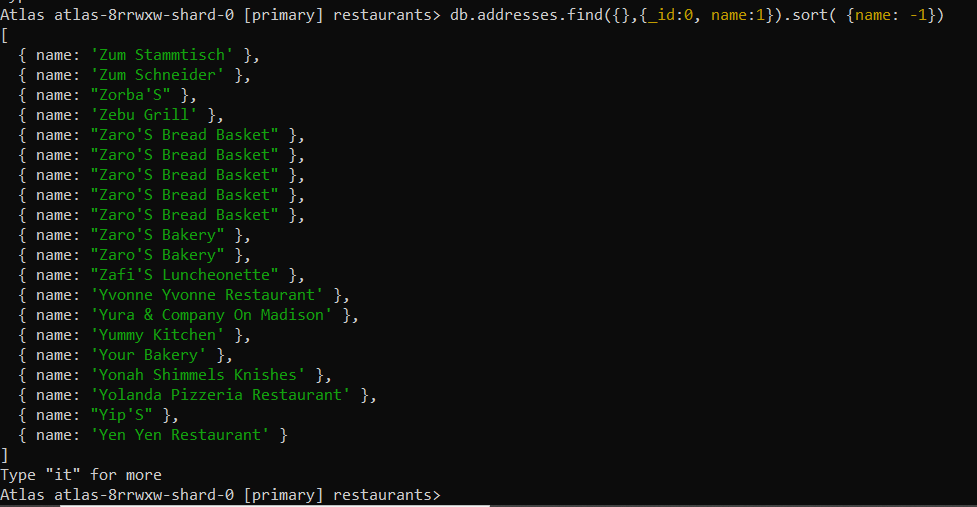 Atlas atlas-8rrwxw-shard-0 [primary] restaurants> db.addresses.find({},{_id:0, name:1}).sort( {name: -1})
[
  { name: 'Zum Stammtisch' },
  { name: 'Zum Schneider' },
  { name: "Zorba'S" },
  { name: 'Zebu Grill' },
  { name: "Zaro'S Bread Basket" },
  { name: "Zaro'S Bread Basket" },
  { name: "Zaro'S Bread Basket" },
  { name: "Zaro'S Bread Basket" },
  { name: "Zaro'S Bread Basket" },
  { name: "Zaro'S Bakery" },
  { name: "Zaro'S Bakery" },
  { name: "Zafi'S Luncheonette" },
  { name: 'Yvonne Yvonne Restaurant' },
  { name: 'Yura & Company On Madison' },
  { name: 'Yummy Kitchen' },
  { name: 'Your Bakery' },
  { name: 'Yonah Shimmels Knishes' },
  { name: 'Yolanda Pizzeria Restaurant' },
  { name: "Yip'S" },
  { name: 'Yen Yen Restaurant' }
]
Type "it" for more
Atlas atlas-8rrwxw-shard-0 [primary] restaurants>